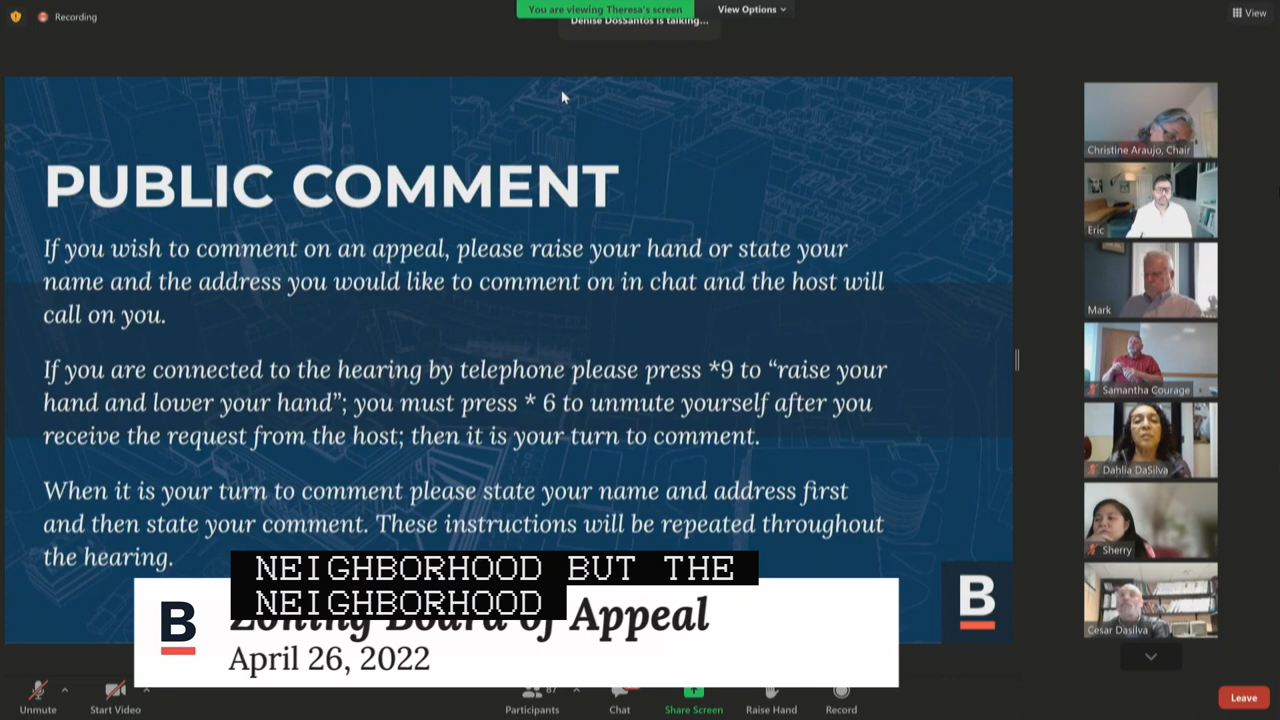 Recording
You are viewing Theresa's screen
View Options
Denise DosSantos is talking...
View
PUBLIC COMMENT
If you wish to comment on an appeal, please raise your hand or state your
name and the address you would like to comment on in chat and the host will
call on you.
If you are connected to the hearing by telephone please press *9 to “raise your
hand and lower your hand”; you must press * 6 to unmute yourself after you
receive the request from the host; then it is your turn to comment.
When it is your turn to comment please state your name and address first
and then state your comment. These instructions will be repeated throughout
the hearing.
NEIGHBORHOOD BUT THE
NEIGHBORHOOD
B
Zoning Board of Appeal
April 26, 2022
B
Christine Araujo, Chair
Eric
Mark
Samantha Courage
Dahlia DaSilva
Sherry
Cesar Dasilva
Unmute
Start Video
87
Participants
Chat
Share Screen
Raise Hand
Record
Leave